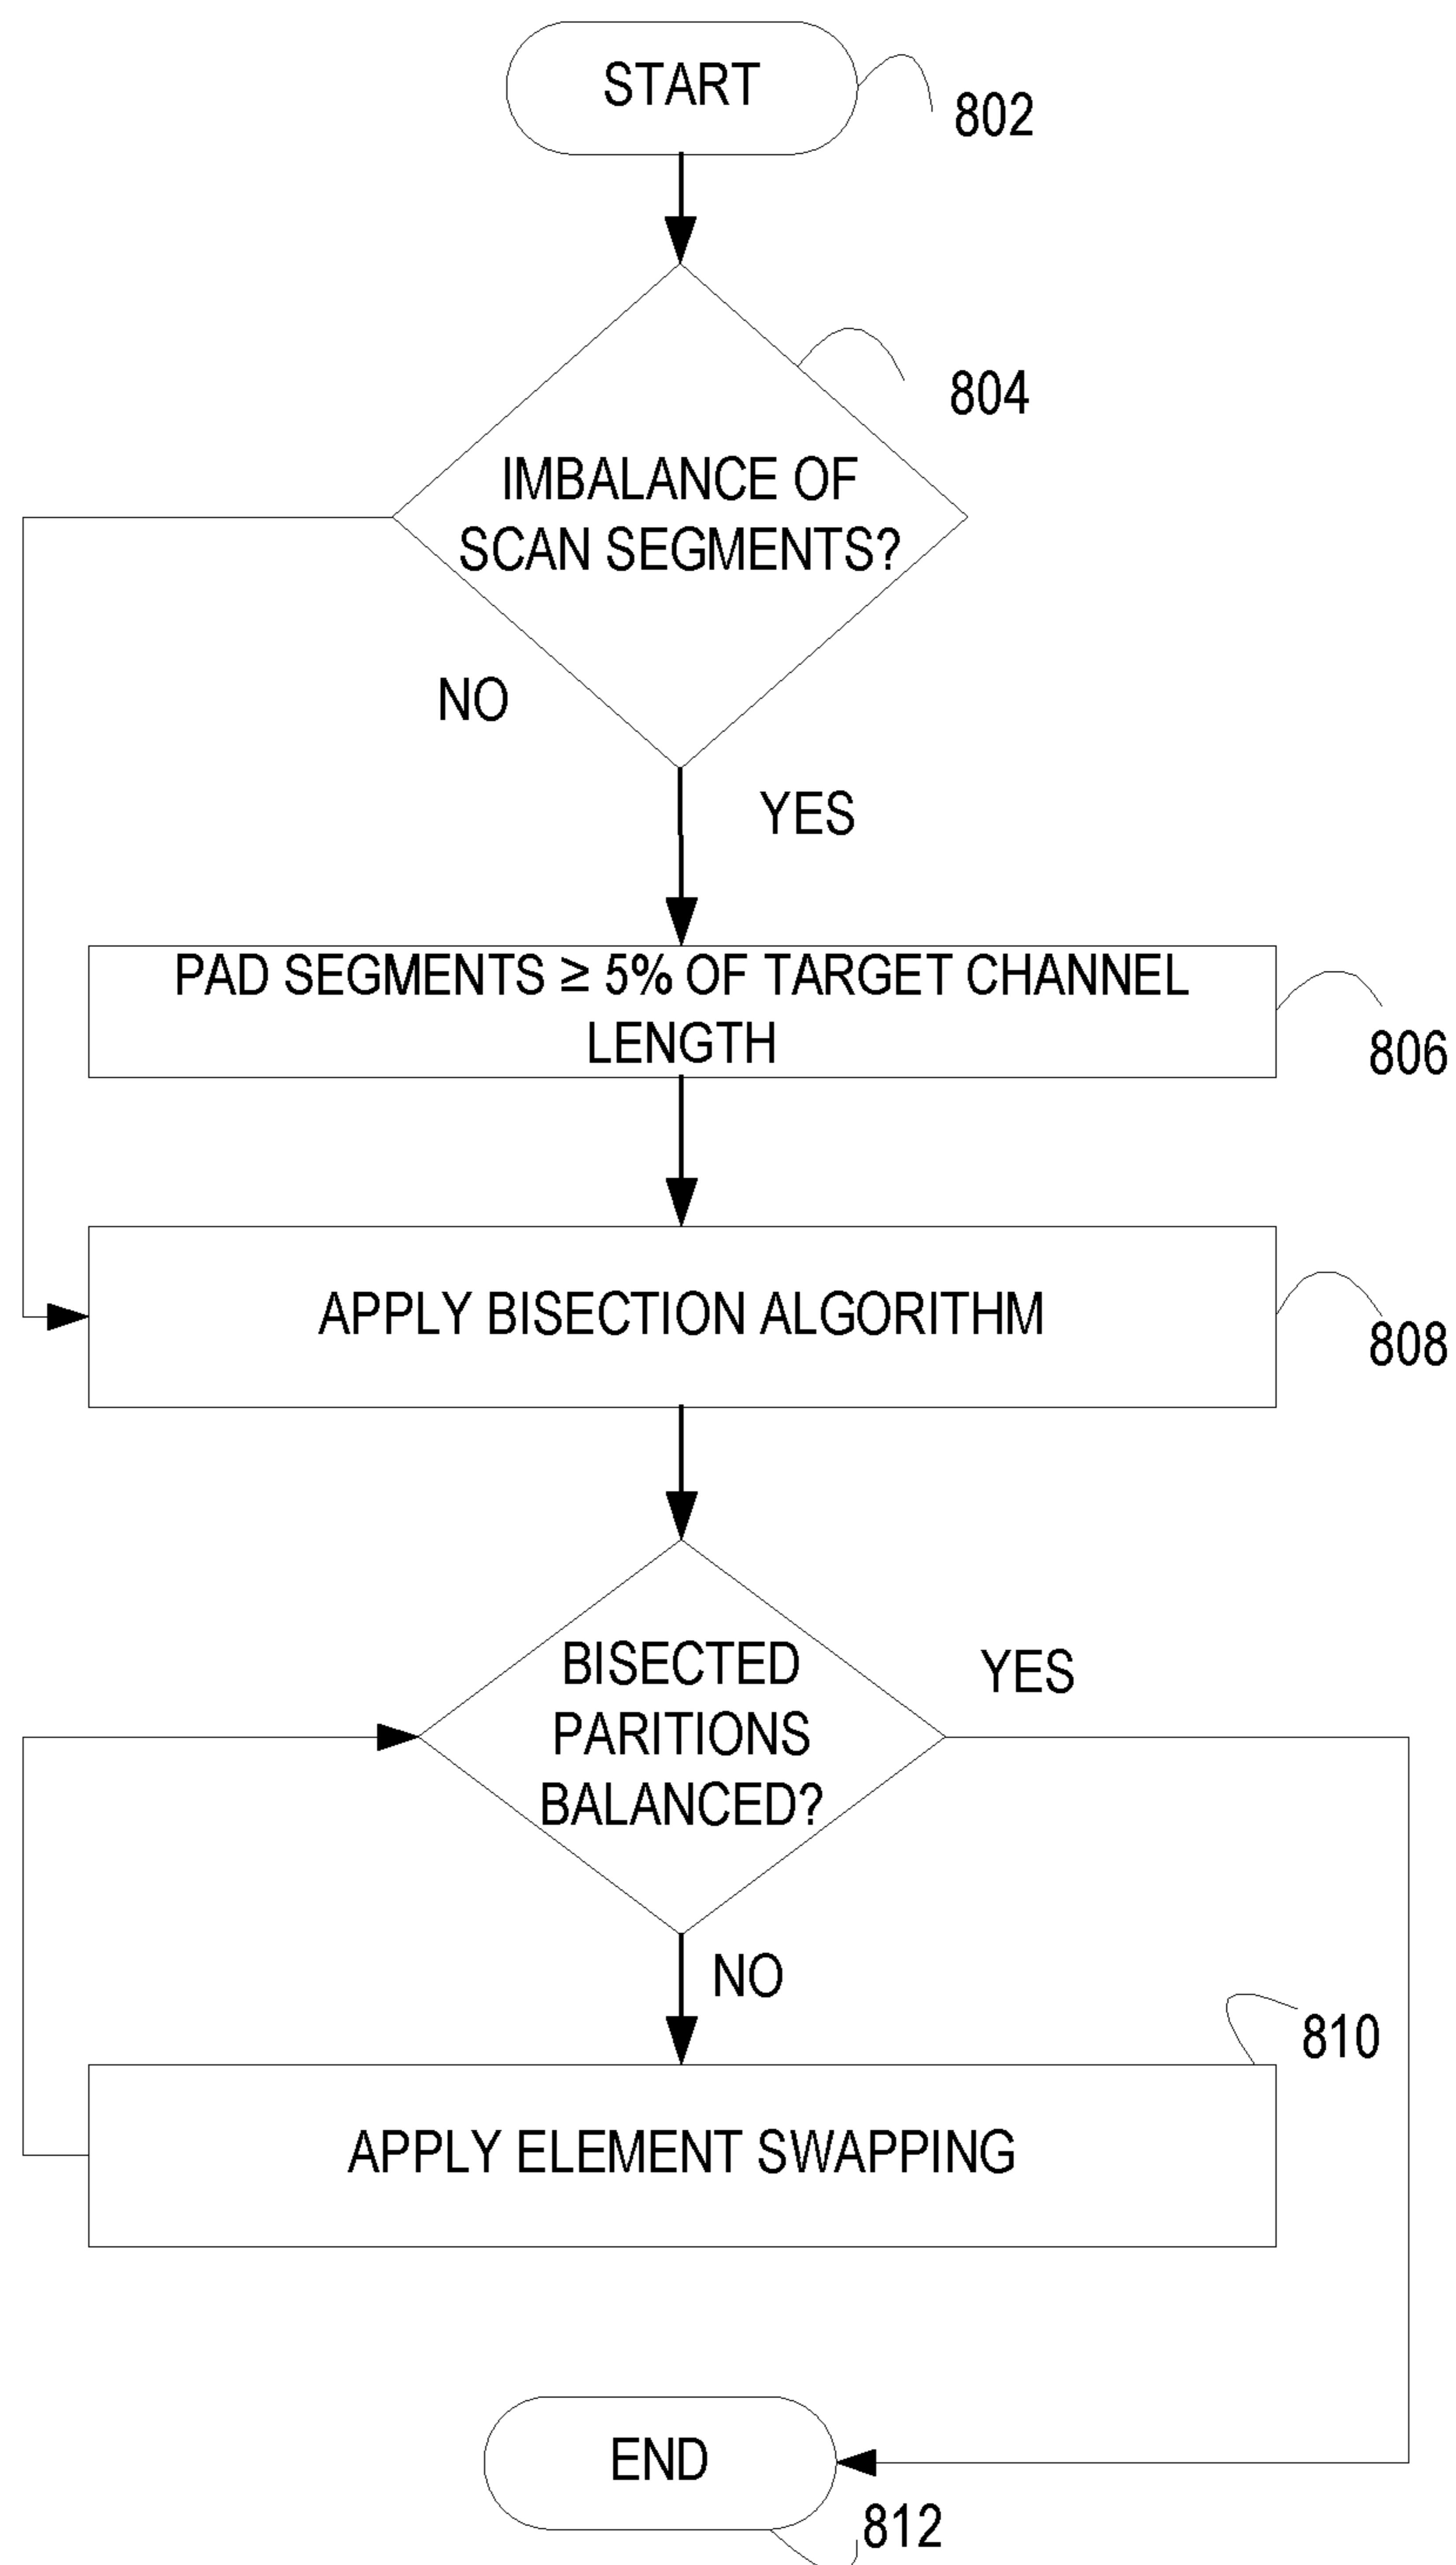 START
802
804
IMBALANCE OF
SCAN SEGMENTS?
NO
YES
PAD SEGMENTS ≥ 5% OF TARGET CHANNEL
LENGTH
806
APPLY BISECTION ALGORITHM
808
BISECTED
PARITIONS
BALANCED?
YES
NO
810
APPLY ELEMENT SWAPPING
END
812